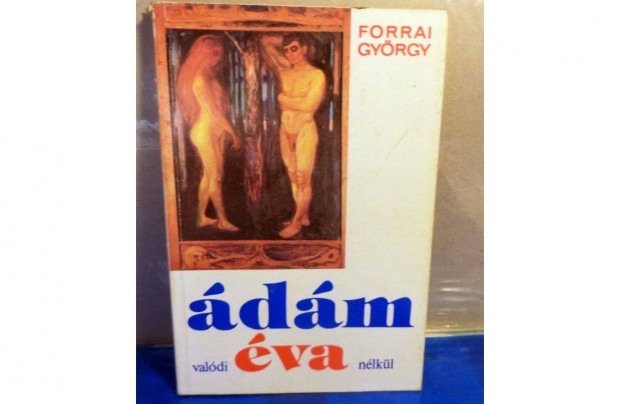 FORRAI
GYÖRGY
ádám
valódi éva nélkül